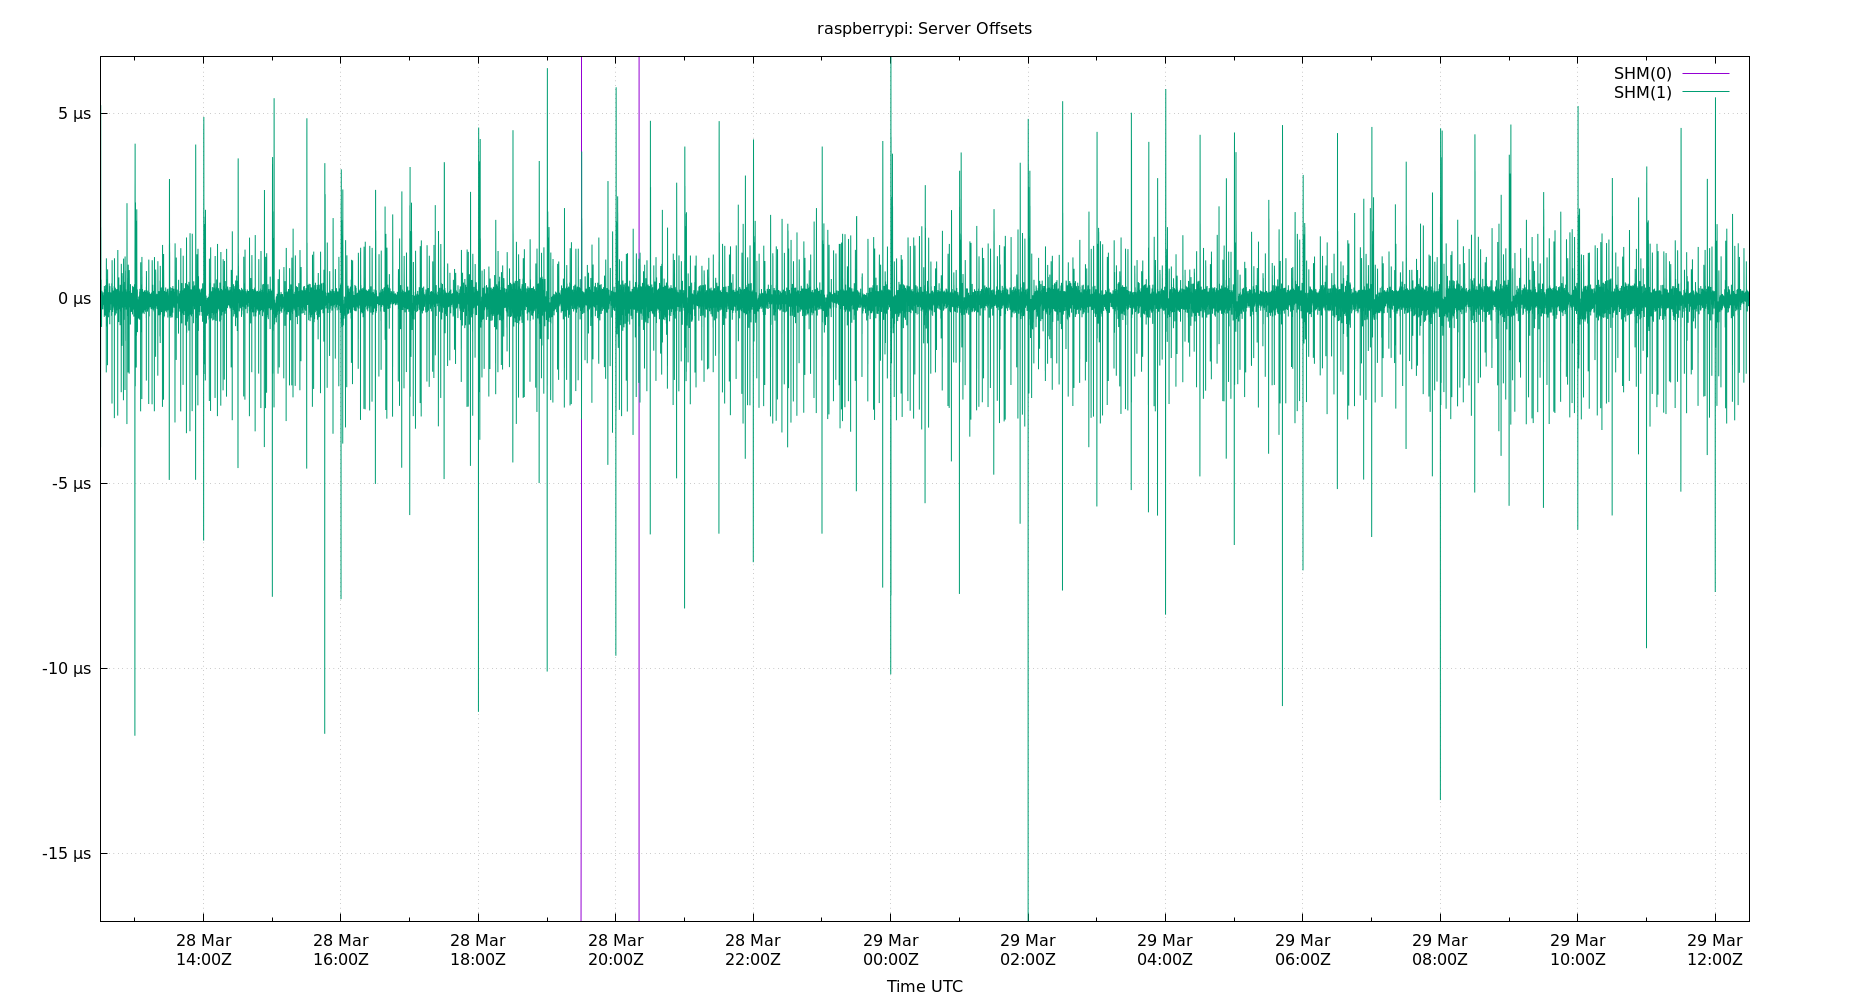 raspberrypi: Server Offsets
SHM(0)
SHM(1)
5 µs
0 µs
-5 µs
-10 µs
-15 µs
28 Mar 28 Mar 28 Mar 28 Mar 28 Mar 29 Mar 29 Mar 29 Mar 29 Mar 29 Mar 29 Mar 29 Mar
14:00Z 16:00Z 18:00Z 20:00Z 22:00Z 00:00Z 02:00Z 04:00Z 06:00Z 08:00Z 10:00Z 12:00Z
Time UTC